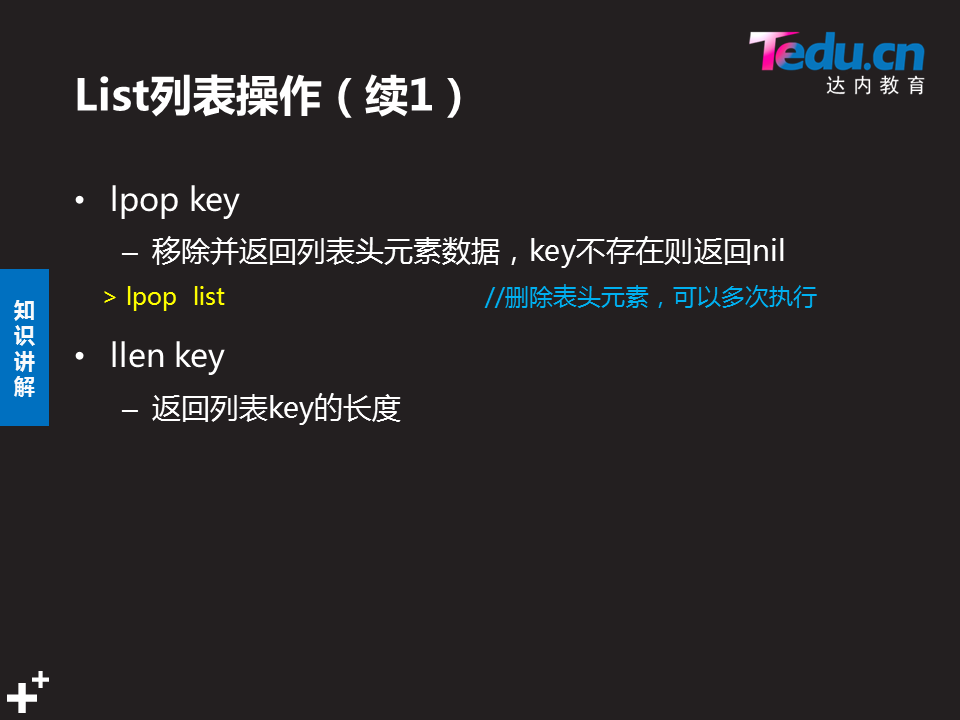 Tedu.cn
达内教育
List列表操作（续1）
• lpop key
– 移除并返回列表头元素数据，key不存在则返回nil
> lpop list //删除表头元素，可以多次执行
• llen key
– 返回列表key的长度
知识讲解